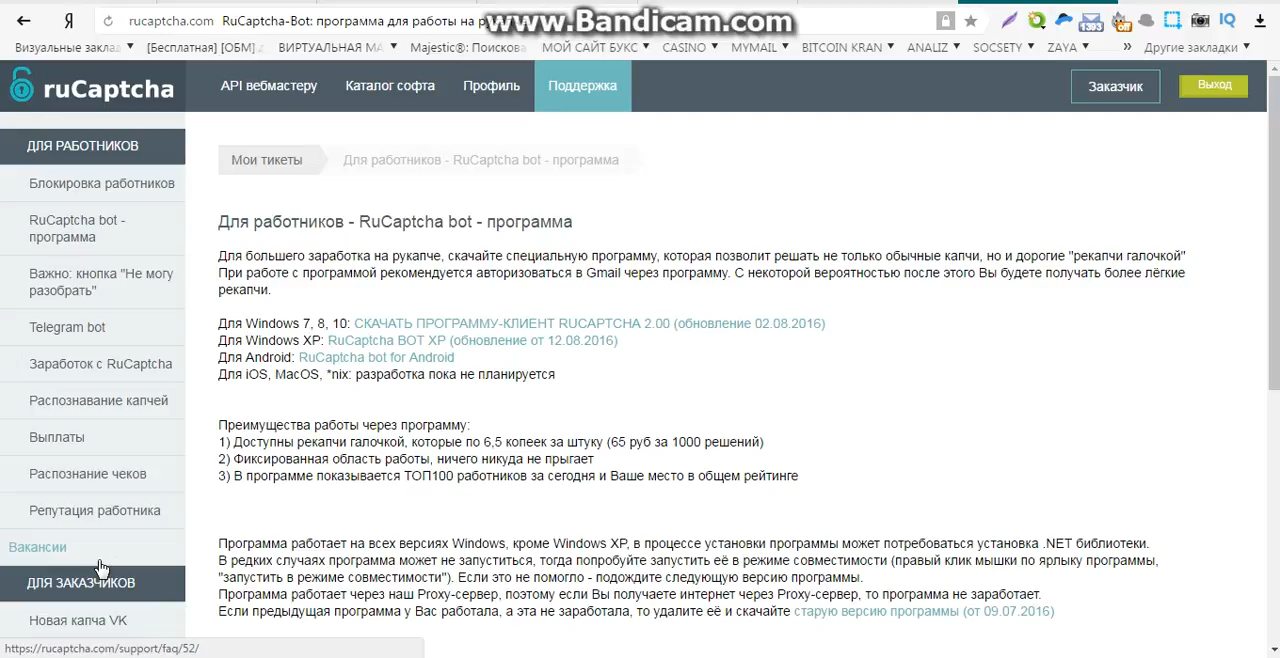 rucaptcha.com RuCaptcha-Bot: программа для работы на р
www.Bandicam.com
1393
off
Визуальные заклад
[Бесплатная] [ОБМ]
ВИРТУАЛЬНАЯ МА
Majestic®: Поискова
МОЙ САЙТ БУКС
CASINO
MYMAIL
BITCOIN KRAN
ANALIZ
SOCSETY
ZAYA
»
Другие закладки
ruCaptcha
API вебмастеру
Каталог софта
Профиль
Поддержка
Заказчик
Выход
ДЛЯ РАБОТНИКОВ
Блокировка работников
RuCaptcha bot -
программа
Важно: кнопка "Не могу
разобрать"
Telegram bot
Заработок с RuCaptcha
Распознавание капчей
Выплаты
Распознание чеков
Репутация работника
Вакансии
ДЛЯ ЗАКАЗЧИКОВ
Новая капча VK
Мои тикеты
Для работников - RuCaptcha bot - программа
Для работников - RuCaptcha bot - программа
Для большего заработка на рукапче, скачайте специальную программу, которая позволит решать не только обычные капчи, но и дорогие "рекапчи галочкой"
При работе с программой рекомендуется авторизоваться в Gmail через программу. С некоторой вероятностью после этого Вы будете получать более лёгкие
рекапчи.
Для Windows 7, 8, 10: СКАЧАТЬ ПРОГРАММУ-КЛИЕНТ RUCAPTCHA 2.00 (обновление 02.08.2016)
Для Windows XP: RuCaptcha BOT XP (обновление от 12.08.2016)
Для Android: RuCaptcha bot for Android
Для iOS, MacOS, *nix: разработка пока не планируется
Преимущества работы через программу:
1) Доступны рекапчи галочкой, которые по 6,5 копеек за штуку (65 руб за 1000 решений)
2) Фиксированная область работы, ничего никуда не прыгает
3) В программе показывается ТОП100 работников за сегодня и Ваше место в общем рейтинге
Программа работает на всех версиях Windows, кроме Windows XP, в процессе установки программы может потребоваться установка .NET библиотеки.
В редких случаях программа может не запуститься, тогда попробуйте запустить её в режиме совместимости (правый клик мышки по ярлыку программы,
"запустить в режиме совместимости"). Если это не помогло - подождите следующую версию программы.
Программа работает через наш Proxy-сервер, поэтому если Вы получаете интернет через Proxy-сервер, то программа не заработает.
Если предыдущая программа у Вас работала, а эта не заработала, то удалите её и скачайте старую версию программы (от 09.07.2016)
https://rucaptcha.com/support/faq/52/